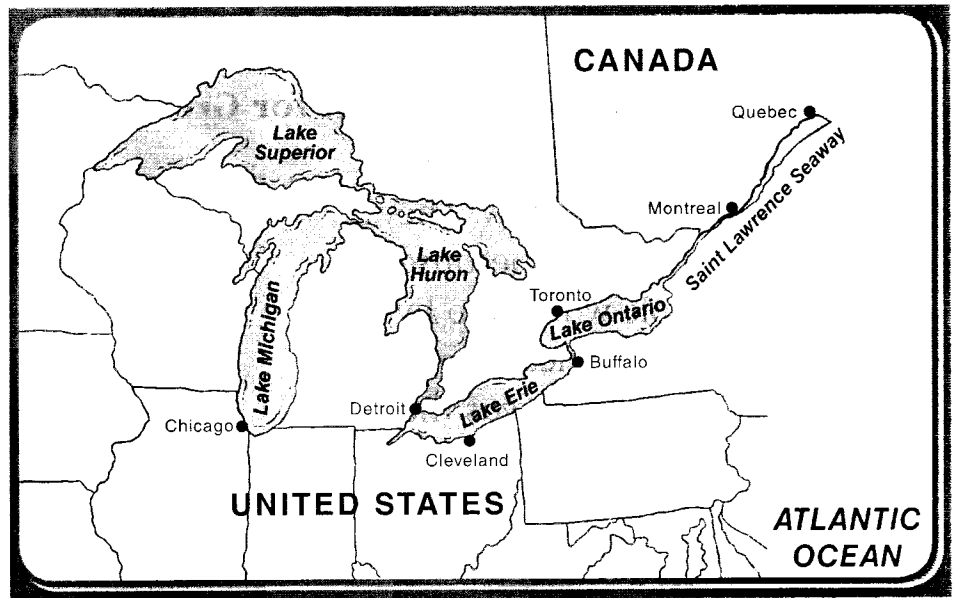 CANADA
Quebec
Lake
Superior
Montreal
Saint Lawrence Seaway
Lake
Huron
Toronto
Lake Ontario
Lake Michigan
Buffalo
Lake Erie
Detroit
Chicago
Cleveland
UNITED STATES
ATLANTIC
OCEAN